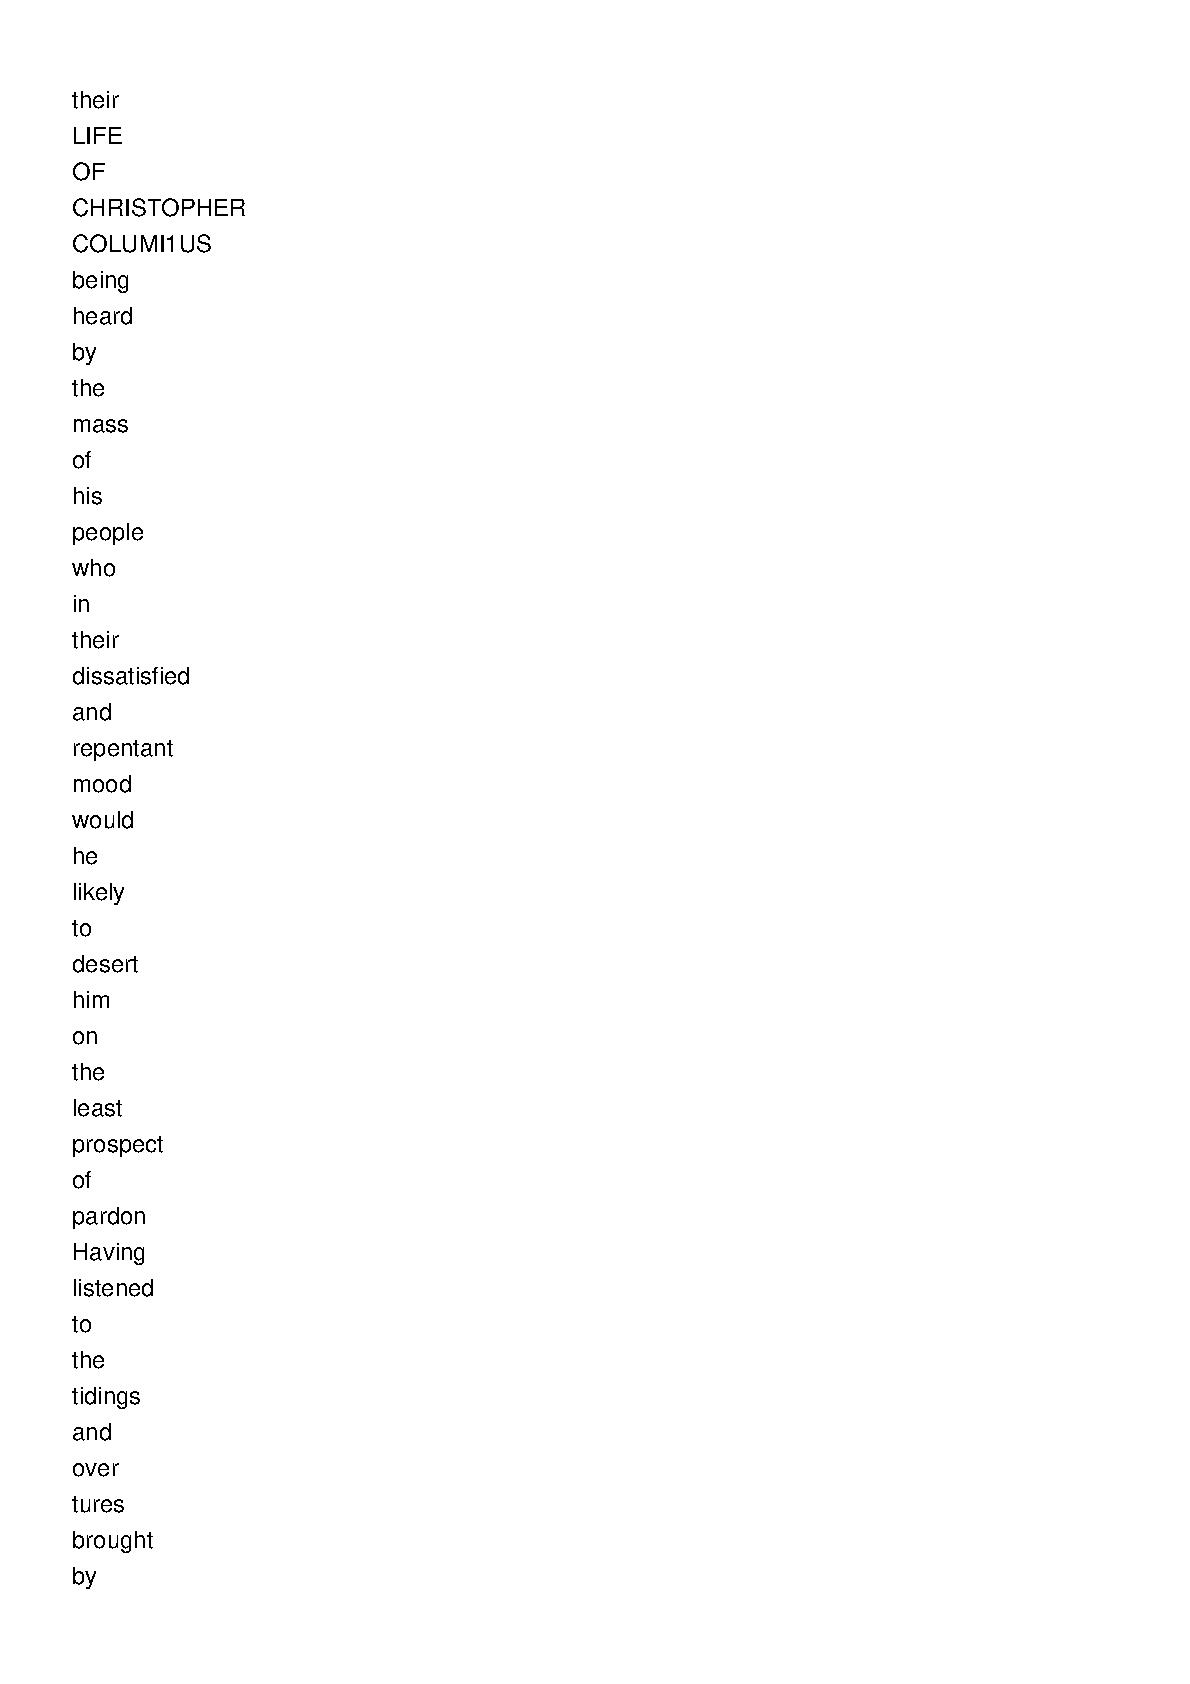 their
LIFE
OF
CHRISTOPHER
COLUMI1US
being
heard
by
the
mass
of
his
people
who
in
their
dissatisfied
and
repentant
mood
would
he
likely
to
desert
him
on
the
least
prospect
of
pardon
Having
listened
to
the
tidings
and
over
tures
brought
by